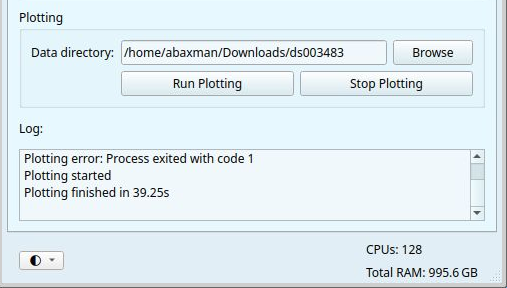 Plotting
Data directory: /home/abaxman/Downloads/ds003483 Browse
Run Plotting Stop Plotting
Log:
Plotting error: Process exited with code 1
Plotting started
Plotting finished in 39.25s
CPUs: 128
Total RAM: 995.6 GB